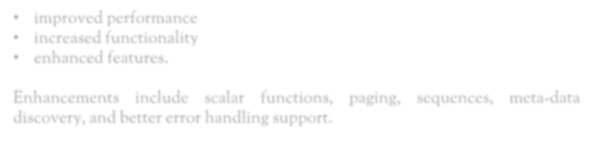 • improved performance
• increased functionality
• enhanced features.
Enhancements include scalar functions, paging, sequences, meta-data
discovery, and better error handling support.